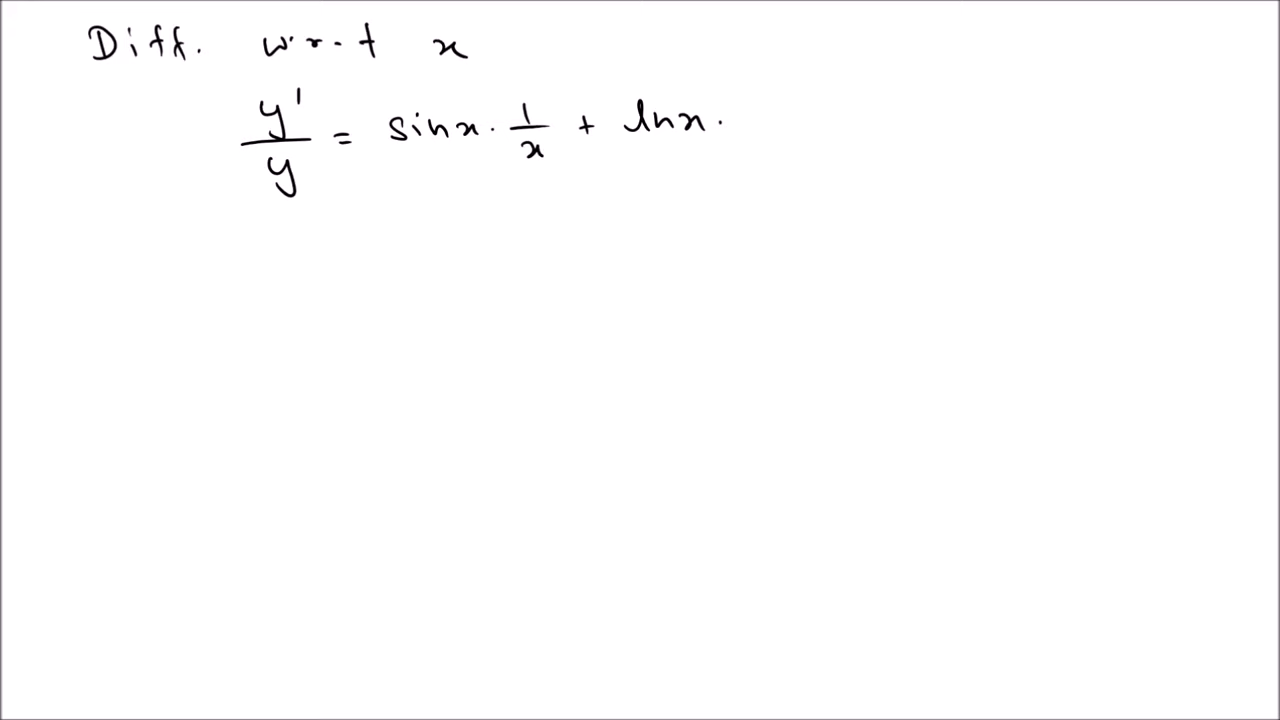 Diff. w.r.t x
y'/y = sinx · 1/x + lnx ·